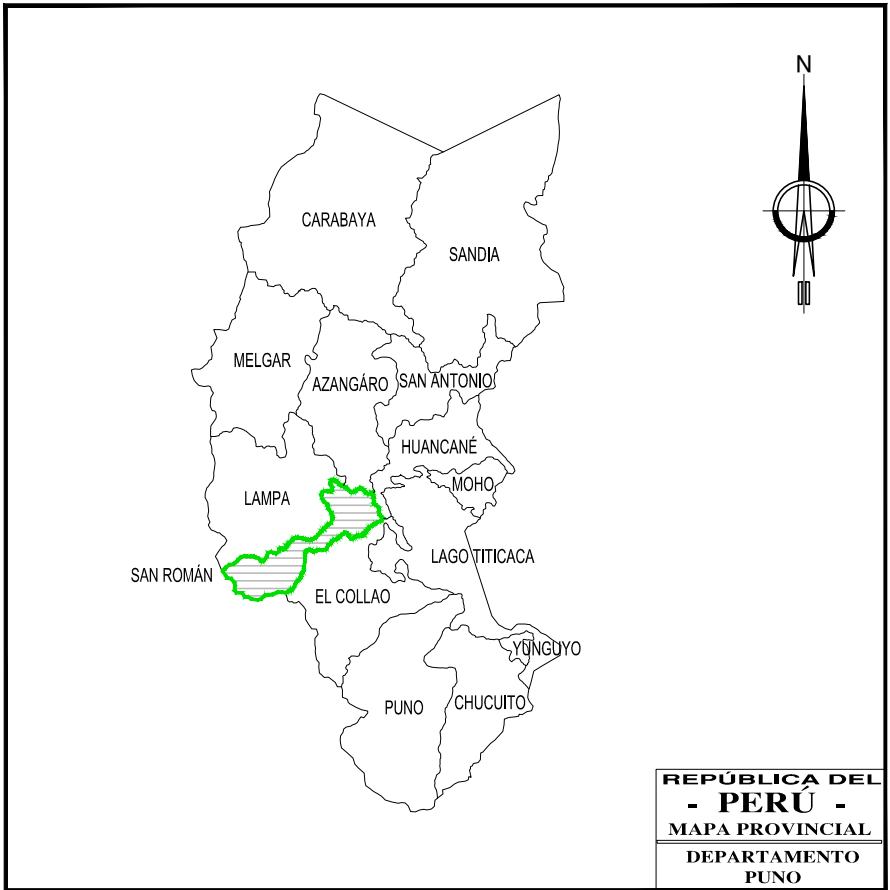 N
CARABAYA
SANDIA
MELGAR
AZANGÁRO
SAN ANTONIO
HUANCANÉ
MOHO
LAMPA
LAGO TITICACA
SAN ROMÁN
EL COLLAO
YUNGUYO
PUNO
CHUCUITO
REPÚBLICA DEL
- PERÚ -
MAPA PROVINCIAL
DEPARTAMENTO
PUNO